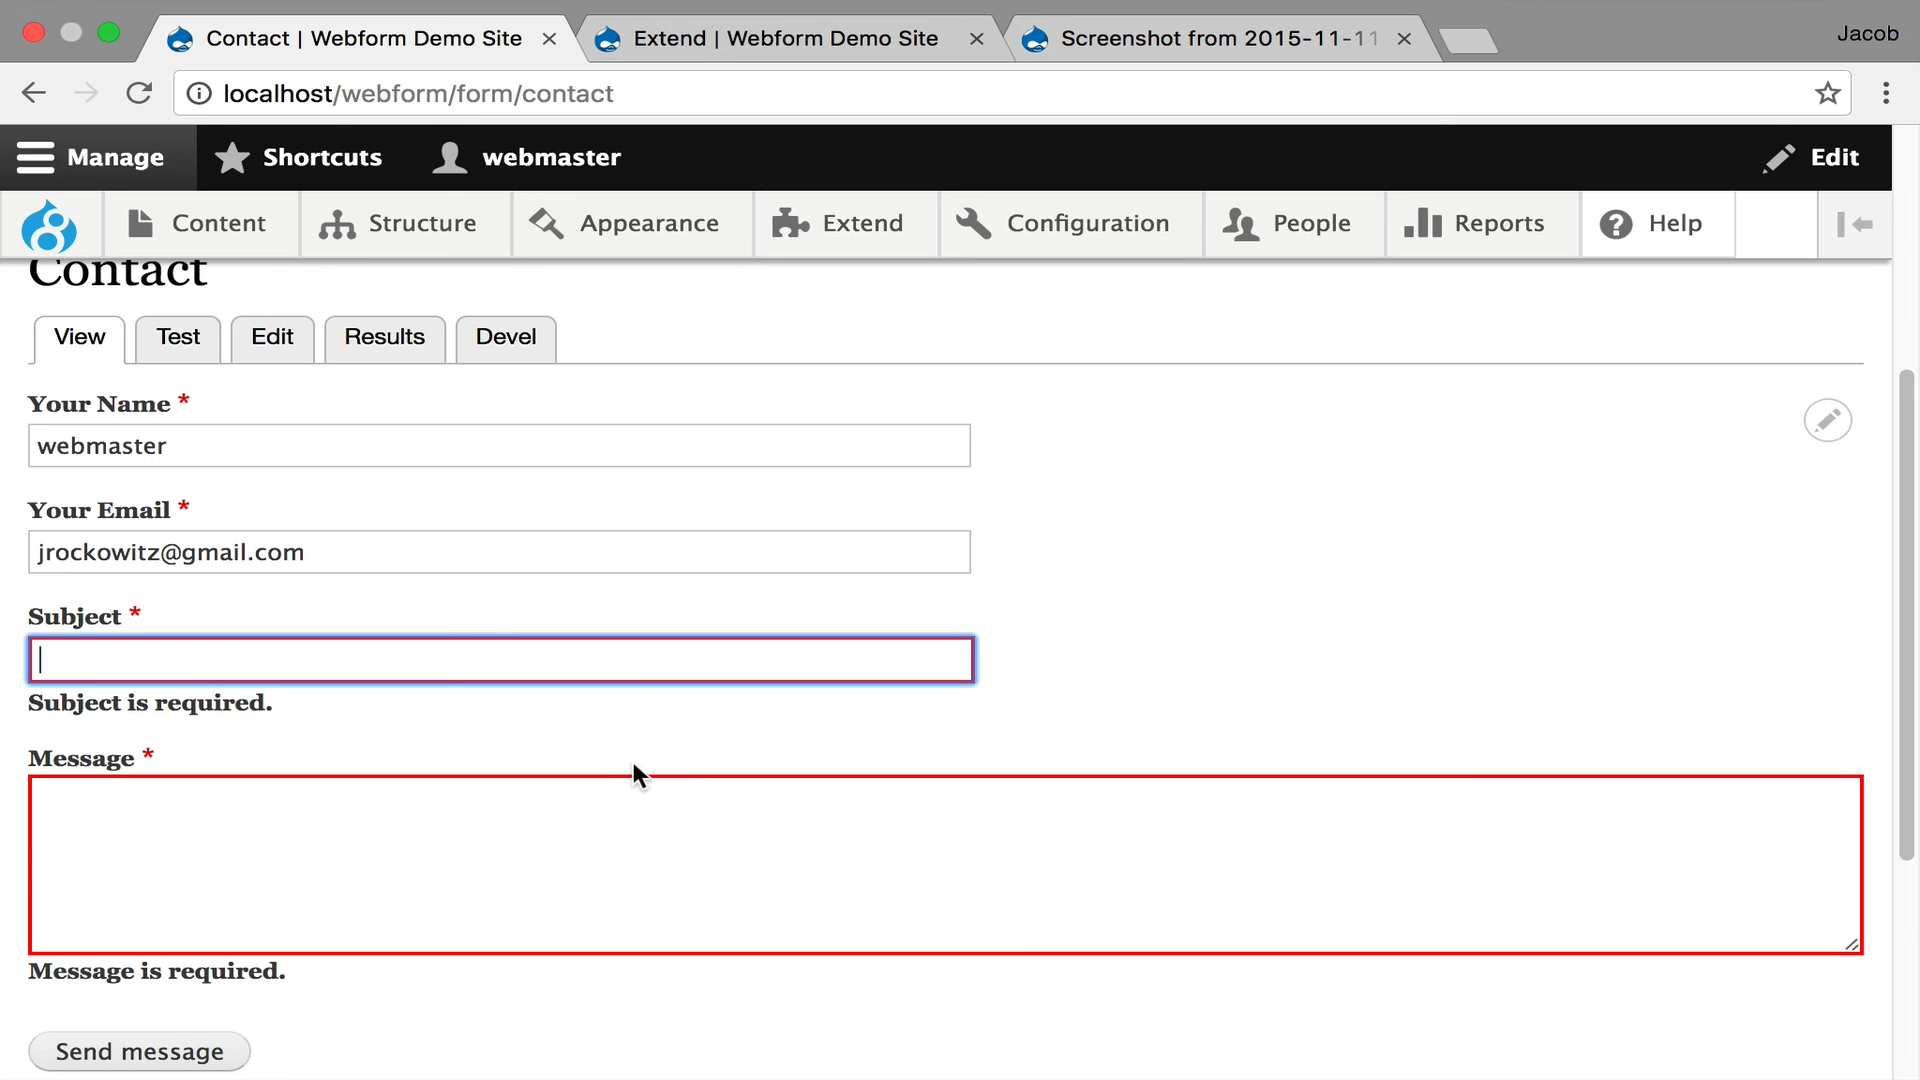 Contact | Webform Demo Site
Extend | Webform Demo Site
Screenshot from 2015-11-11
Jacob
localhost/webform/form/contact
Manage
Shortcuts
webmaster
Edit
Content
Structure
Appearance
Extend
Configuration
People
Reports
Help
Contact
View
Test
Edit
Results
Devel
Your Name *
webmaster
Your Email *
jrockowitz@gmail.com
Subject *
Subject is required.
Message *
Message is required.
Send message